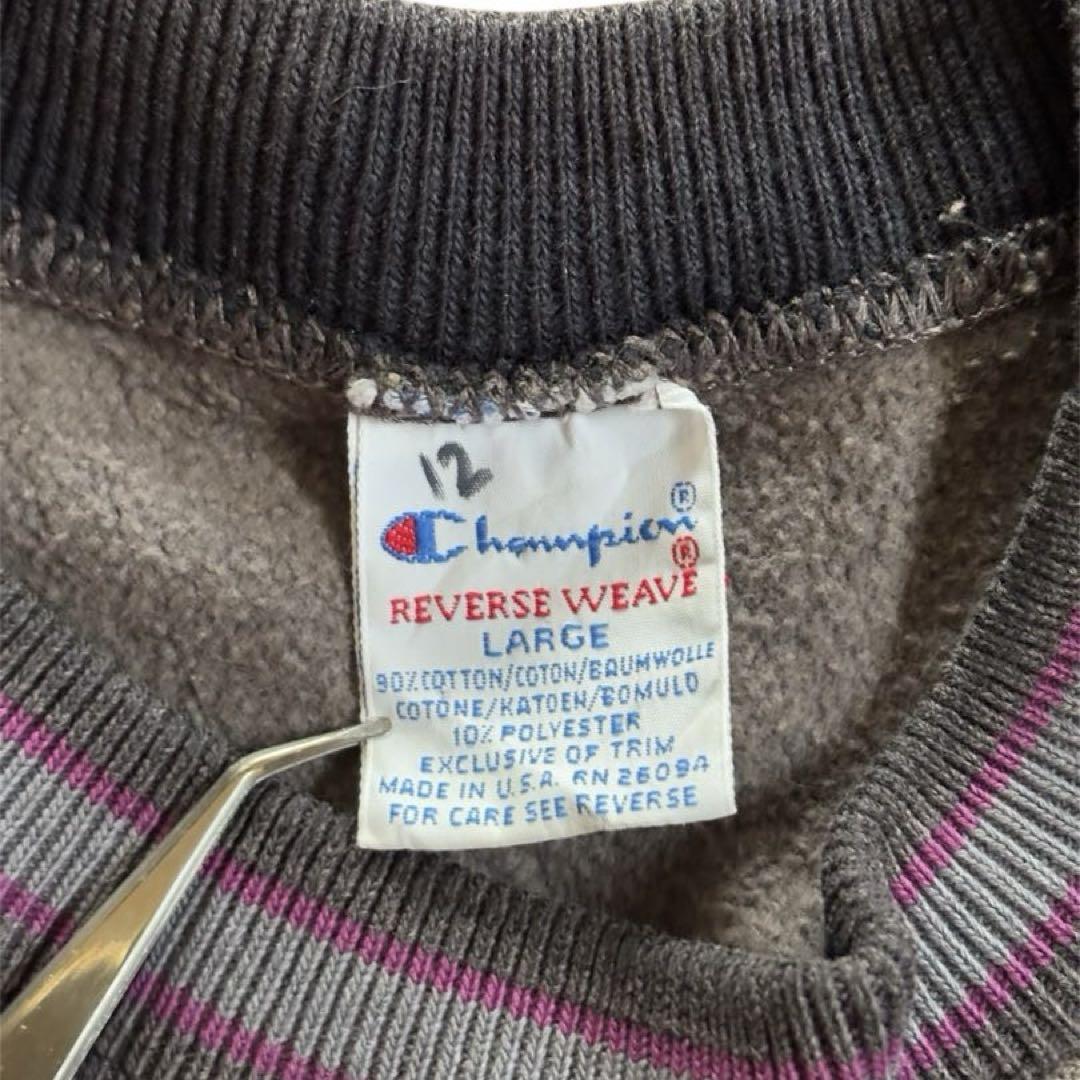 12
Champion®
REVERSE WEAVE®
LARGE
90% COTTON/COTON/BAUMWOLLE
COTONE/KATOEN/BOMULD
10% POLYESTER
EXCLUSIVE OF TRIM
MADE IN U.S.A. RN 26094
FOR CARE SEE REVERSE